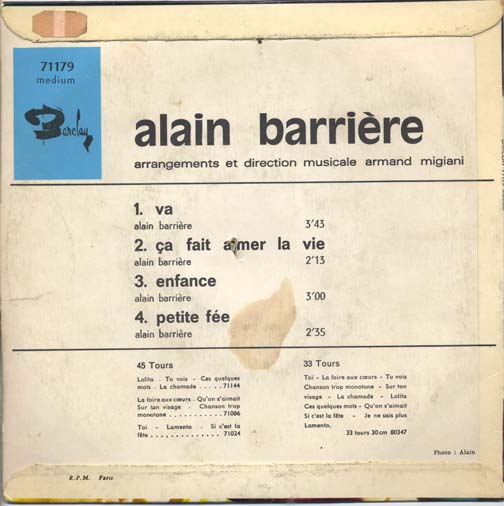 71179
medium
Barclay
alain barrière
arrangements et direction musicale armand migiani
1. va
alain barrière 3'43
2. ça fait aimer la vie
alain barrière 2'13
3. enfance
alain barrière 3'00
4. petite fée
alain barrière 2'35
45 Tours
Lolita - Tu vois - Ces quelques
mots - La chamade . . . . . 71144
La foire aux cœurs - Qu'on s'aimait
Sur ton visage - Chanson trop
monotone . . . . . . . . . . . 71086
Toi - Lamento - Si c'est la
fête . . . . . . . . . . . . . . 71024
33 Tours
Toi - La foire aux cœurs - Tu vois
Chanson trop monotone - Sur ton
visage - La chamade - Lolita
Ces quelques mots - Qu'on s'aimait
Si c'est la fête - Je ne sais plus
Lamento.
33 tours 30 cm 80347
Photo : Alain
R.P.M. Paris